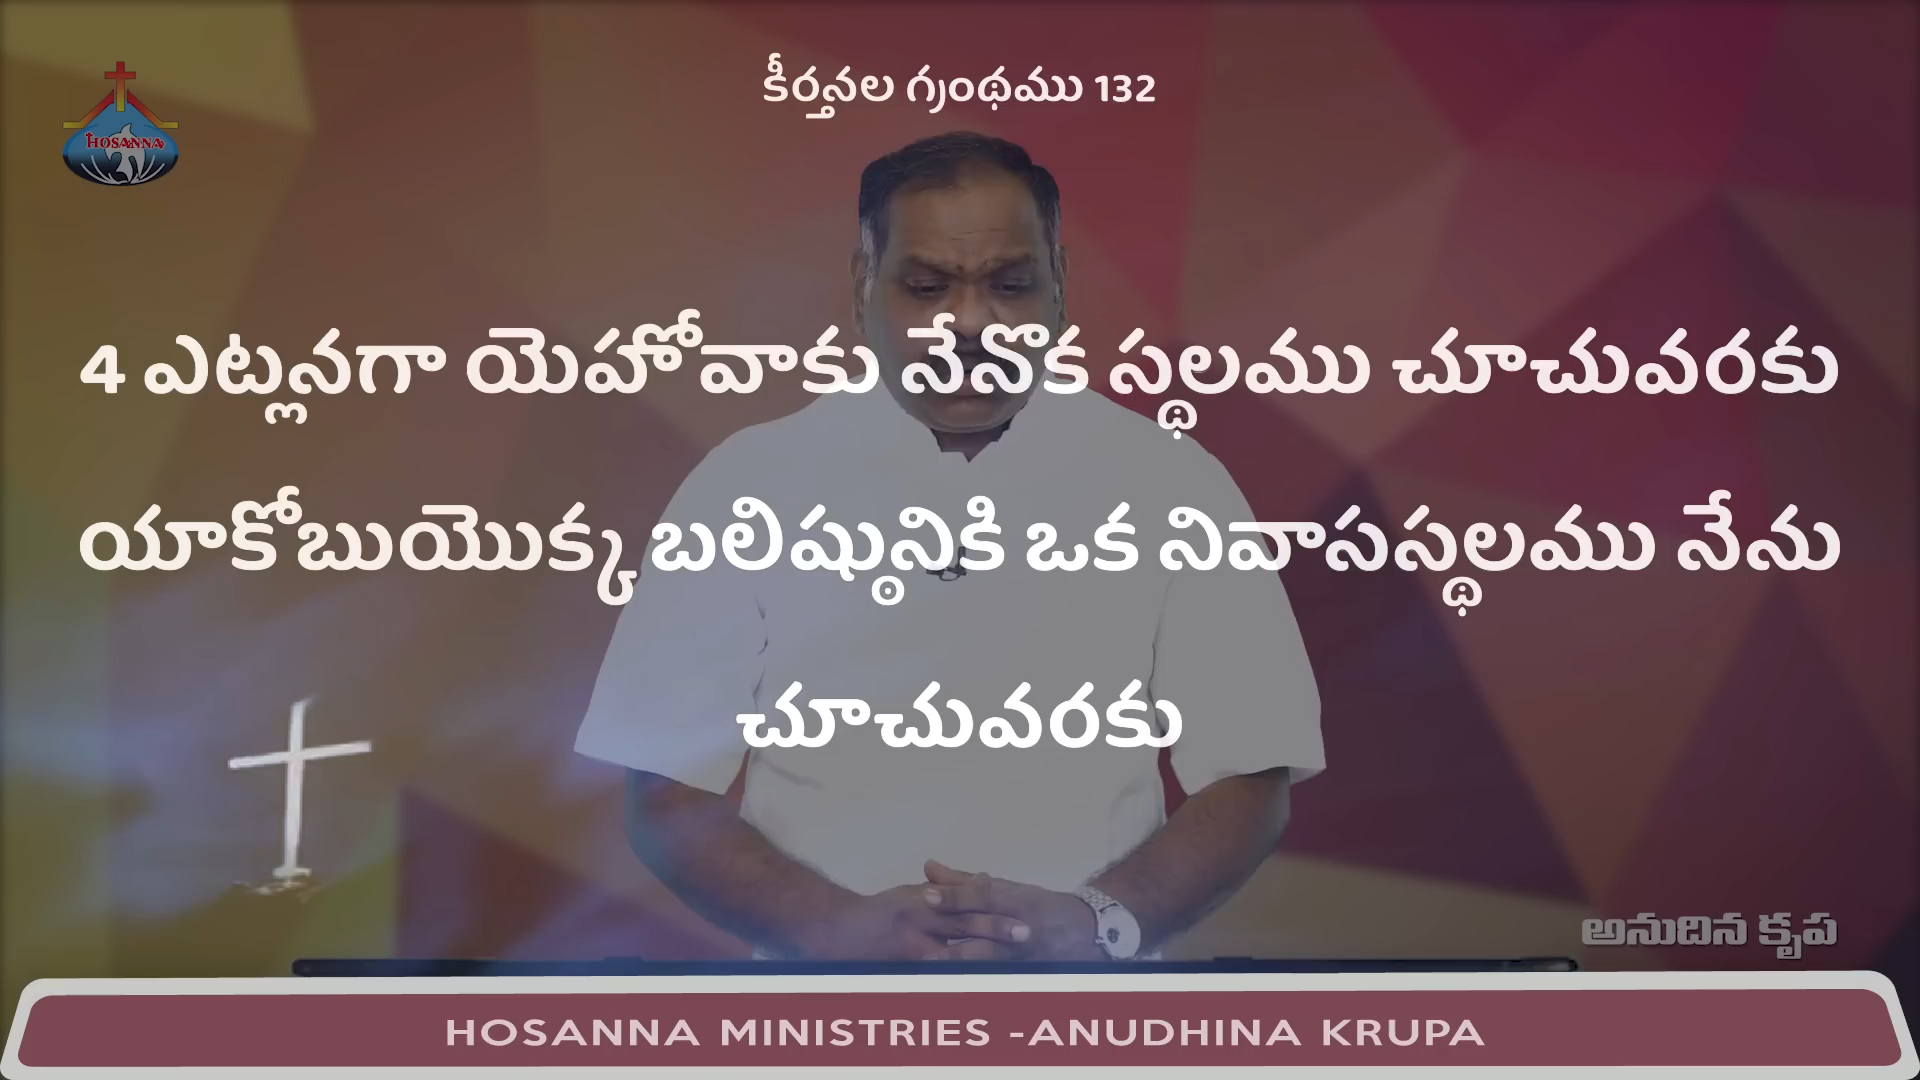 కీర్తనల గ్రంథము 132
HOSANNA
4 ఎట్లనగా యెహోవాకు నేనొక స్థలము చూచువరకు
యాకోబుయొక్క బలిష్ఠునికి ఒక నివాసస్థలము నేను
చూచువరకు
అనుదిన కృప
HOSANNA MINISTRIES -ANUDHINA KRUPA